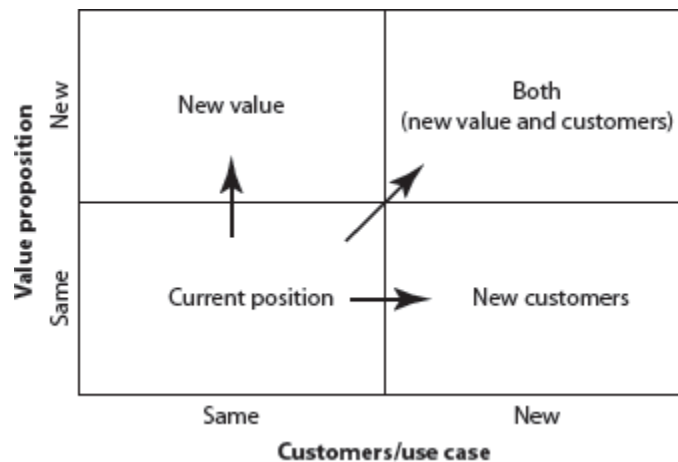 Value proposition
New
Same
New value
Both
(new value and customers)
Current position
New customers
Same
New
Customers/use case